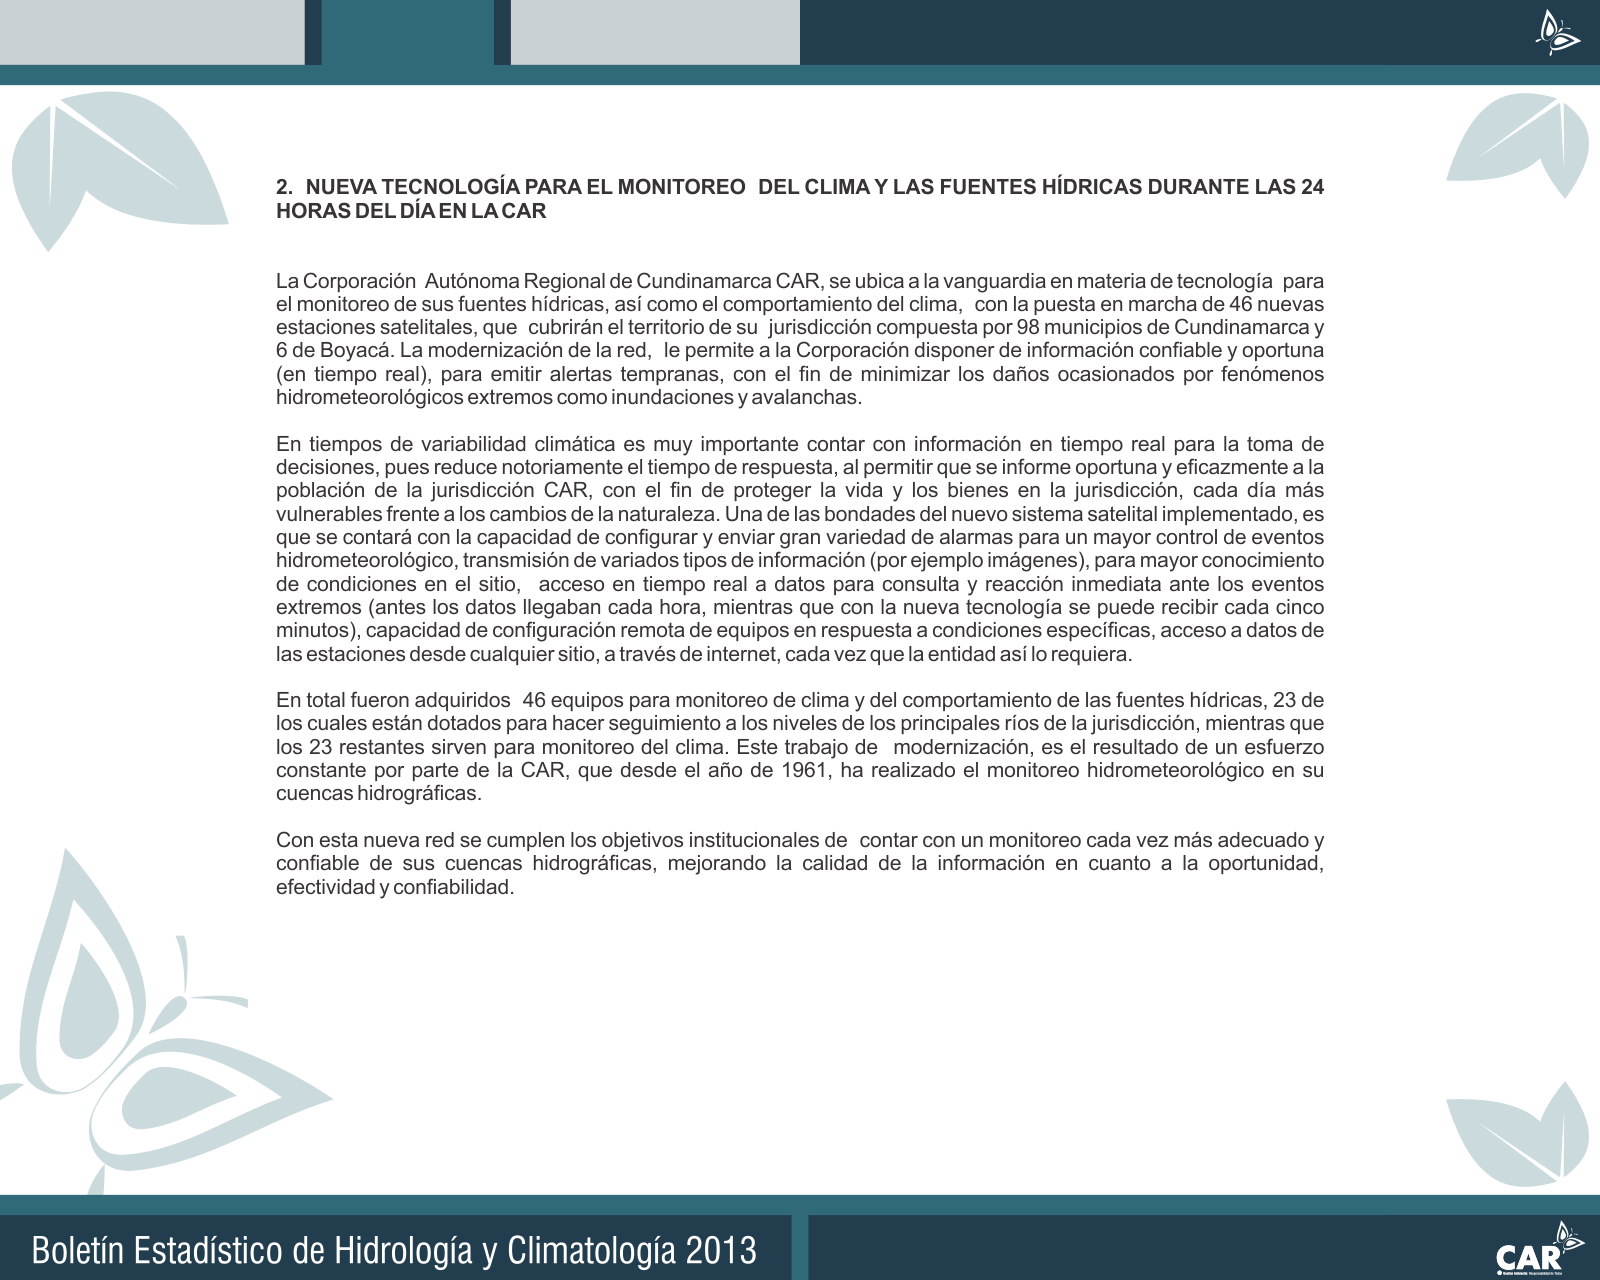 2. NUEVA TECNOLOGÍA PARA EL MONITOREO DEL CLIMA Y LAS FUENTES HÍDRICAS DURANTE LAS 24
HORAS DEL DÍA EN LA CAR
La Corporación Autónoma Regional de Cundinamarca CAR, se ubica a la vanguardia en materia de tecnología para
el monitoreo de sus fuentes hídricas, así como el comportamiento del clima, con la puesta en marcha de 46 nuevas
estaciones satelitales, que cubrirán el territorio de su jurisdicción compuesta por 98 municipios de Cundinamarca y
6 de Boyacá. La modernización de la red, le permite a la Corporación disponer de información confiable y oportuna
(en tiempo real), para emitir alertas tempranas, con el fin de minimizar los daños ocasionados por fenómenos
hidrometeorológicos extremos como inundaciones y avalanchas.
En tiempos de variabilidad climática es muy importante contar con información en tiempo real para la toma de
decisiones, pues reduce notoriamente el tiempo de respuesta, al permitir que se informe oportuna y eficazmente a la
población de la jurisdicción CAR, con el fin de proteger la vida y los bienes en la jurisdicción, cada día más
vulnerables frente a los cambios de la naturaleza. Una de las bondades del nuevo sistema satelital implementado, es
que se contará con la capacidad de configurar y enviar gran variedad de alarmas para un mayor control de eventos
hidrometeorológico, transmisión de variados tipos de información (por ejemplo imágenes), para mayor conocimiento
de condiciones en el sitio, acceso en tiempo real a datos para consulta y reacción inmediata ante los eventos
extremos (antes los datos llegaban cada hora, mientras que con la nueva tecnología se puede recibir cada cinco
minutos), capacidad de configuración remota de equipos en respuesta a condiciones específicas, acceso a datos de
las estaciones desde cualquier sitio, a través de internet, cada vez que la entidad así lo requiera.
En total fueron adquiridos 46 equipos para monitoreo de clima y del comportamiento de las fuentes hídricas, 23 de
los cuales están dotados para hacer seguimiento a los niveles de los principales ríos de la jurisdicción, mientras que
los 23 restantes sirven para monitoreo del clima. Este trabajo de modernización, es el resultado de un esfuerzo
constante por parte de la CAR, que desde el año de 1961, ha realizado el monitoreo hidrometeorológico en su
cuencas hidrográficas.
Con esta nueva red se cumplen los objetivos institucionales de contar con un monitoreo cada vez más adecuado y
confiable de sus cuencas hidrográficas, mejorando la calidad de la información en cuanto a la oportunidad,
efectividad y confiabilidad.
Boletín Estadístico de Hidrología y Climatología 2013
CAR